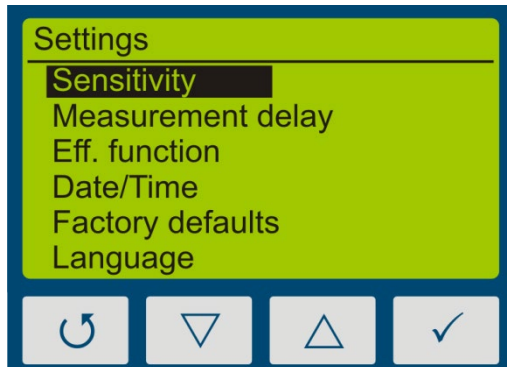 Settings
Sensitivity
Measurement delay
Eff. function
Date/Time
Factory defaults
Language